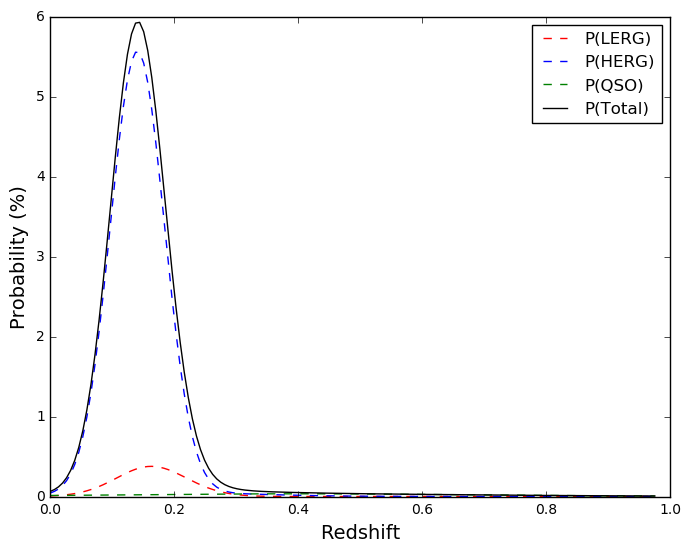 6
5
4
3
2
1
0
0.0 0.2 0.4 0.6 0.8 1.0
Probability (%)
Redshift
P(LERG)
P(HERG)
P(QSO)
P(Total)